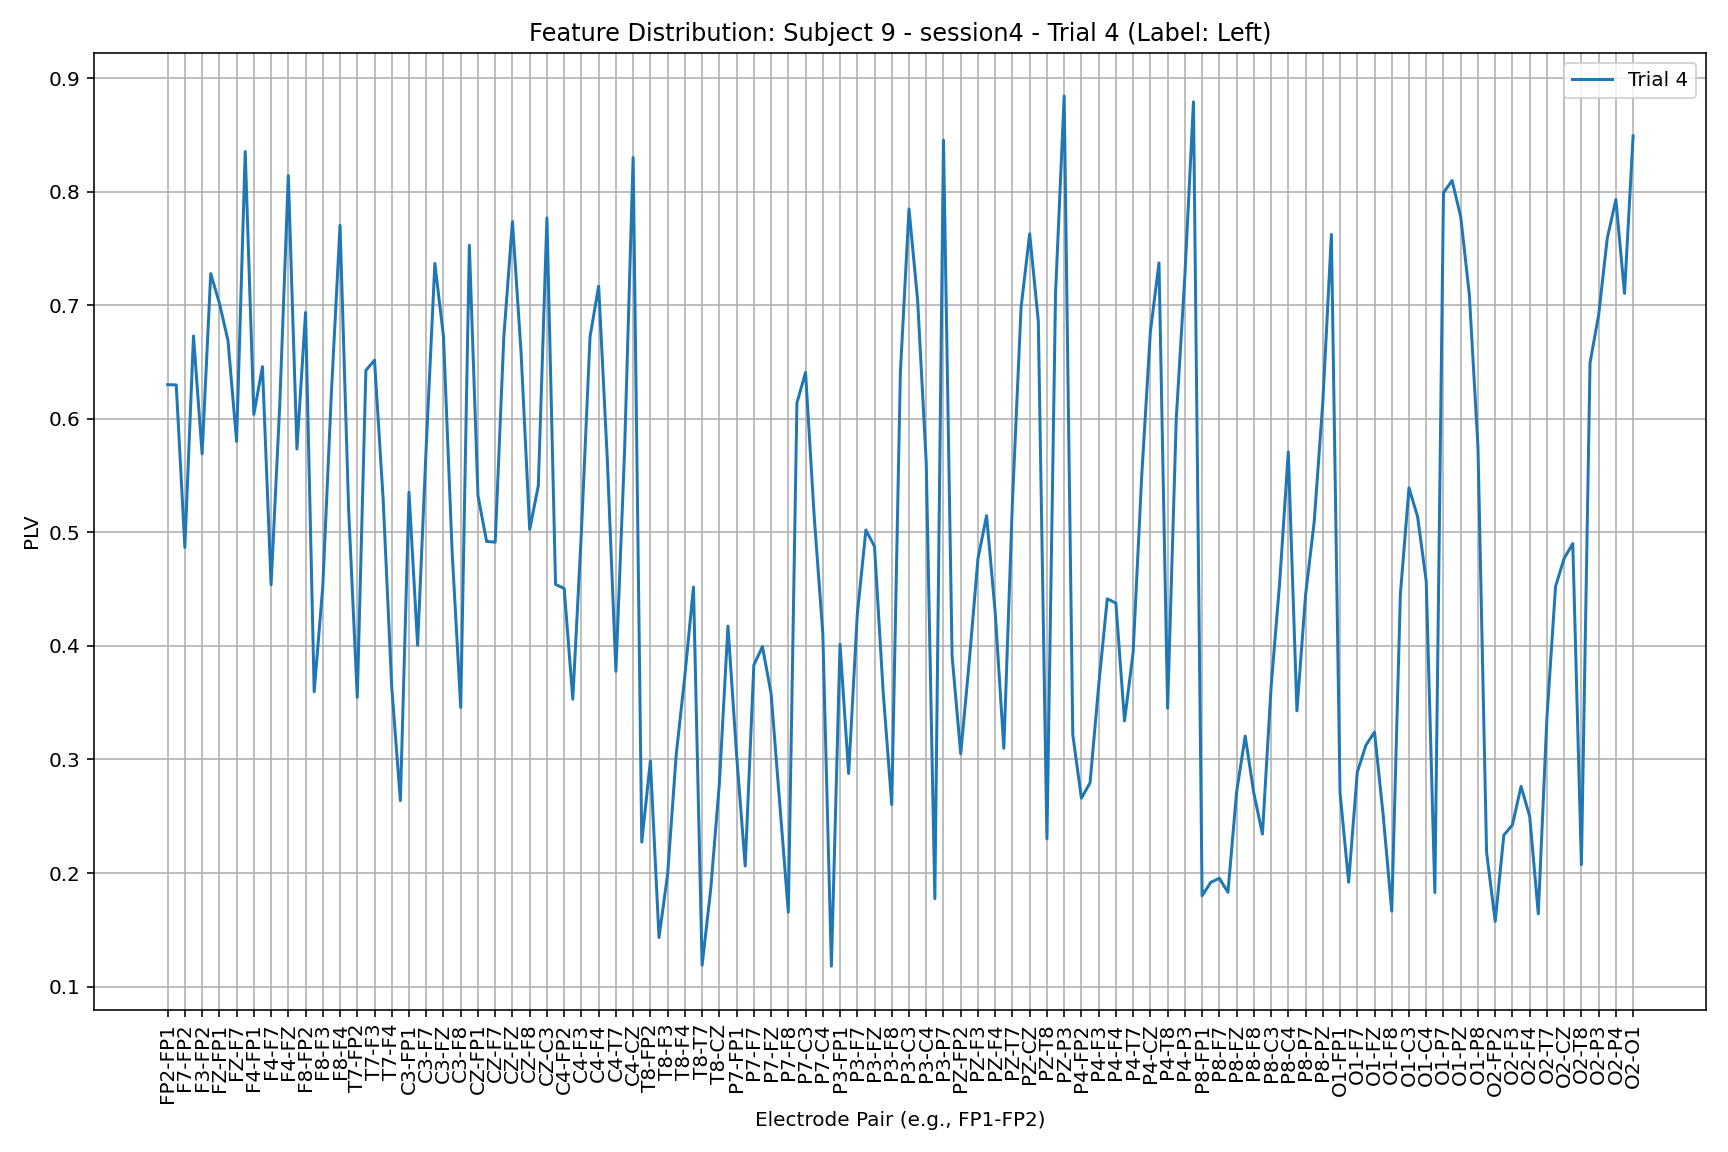 Feature Distribution: Subject 9 - session4 - Trial 4 (Label: Left)
Trial 4
PLV
0.9
0.8
0.7
0.6
0.5
0.4
0.3
0.2
0.1
FP2-FP1
F7-FP2
F3-FP2
FZ-FP1
FZ-F7
F4-FP1
F4-F7
F4-FZ
F8-FP2
F8-F3
F8-F4
T7-FP2
T7-F3
T7-F4
C3-FP1
C3-F7
C3-FZ
C3-F8
CZ-FP1
CZ-F7
CZ-FZ
CZ-F8
CZ-C3
C4-FP2
C4-F3
C4-F4
C4-T7
C4-CZ
T8-FP2
T8-F3
T8-F4
T8-T7
T8-CZ
P7-FP1
P7-F7
P7-FZ
P7-F8
P7-C3
P7-C4
P3-FP1
P3-F7
P3-FZ
P3-F8
P3-C3
P3-C4
P3-P7
PZ-FP2
PZ-F3
PZ-F4
PZ-T7
PZ-CZ
PZ-T8
PZ-P3
P4-FP2
P4-F3
P4-F4
P4-T7
P4-CZ
P4-T8
P4-P3
P8-FP1
P8-F7
P8-FZ
P8-F8
P8-C3
P8-C4
P8-P7
P8-PZ
O1-FP1
O1-F7
O1-FZ
O1-F8
O1-C3
O1-C4
O1-P7
O1-PZ
O1-P8
O2-FP2
O2-F3
O2-F4
O2-T7
O2-CZ
O2-T8
O2-P3
O2-P4
O2-O1
Electrode Pair (e.g., FP1-FP2)